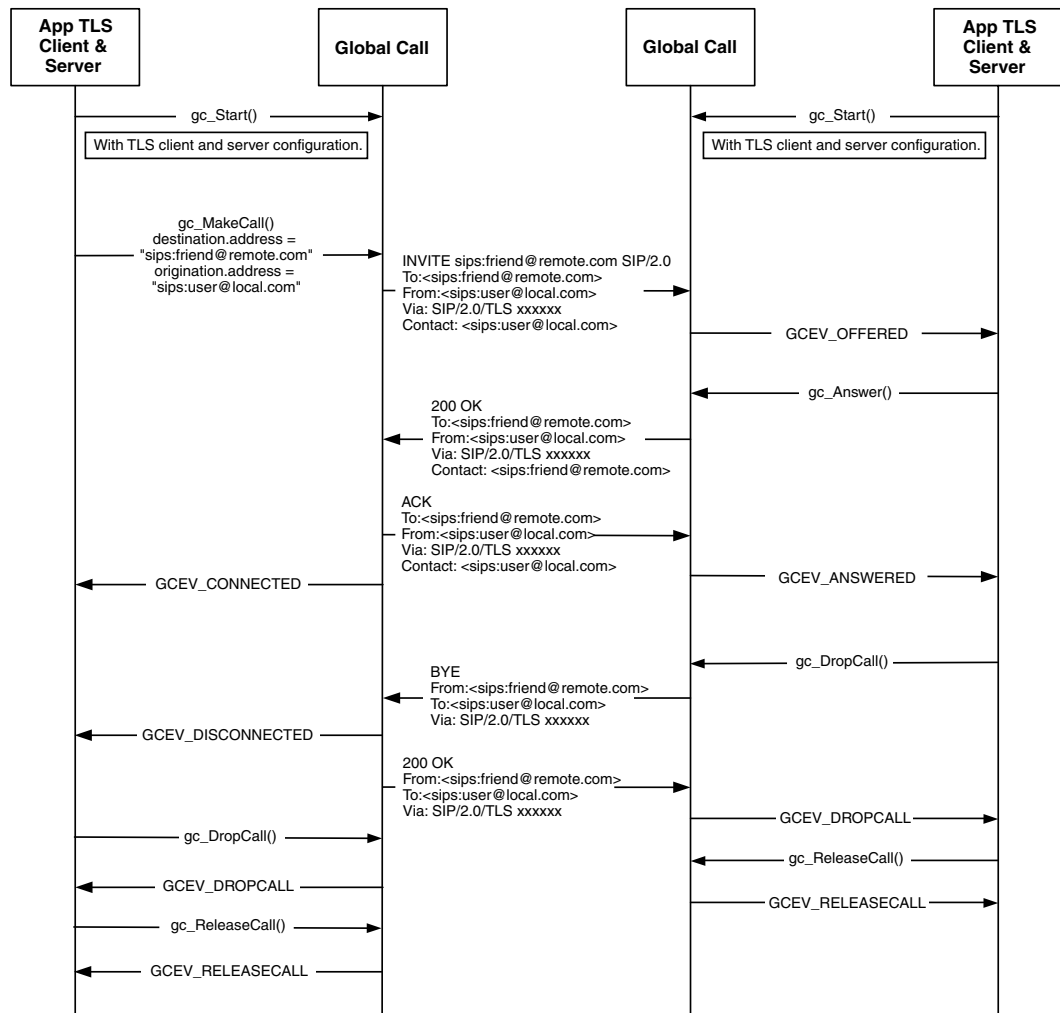 App TLS
Client &
Server
Global Call
Global Call
App TLS
Client &
Server
gc_Start()
gc_Start()
With TLS client and server configuration.
With TLS client and server configuration.
gc_MakeCall()
destination.address =
"sips:friend@remote.com"
origination.address =
"sips:user@local.com"
INVITE sips:friend@remote.com SIP/2.0
To:<sips:friend@remote.com>
From:<sips:user@local.com>
Via: SIP/2.0/TLS xxxxxx
Contact: <sips:user@local.com>
GCEV_OFFERED
gc_Answer()
200 OK
To:<sips:friend@remote.com>
From:<sips:user@local.com>
Via: SIP/2.0/TLS xxxxxx
Contact: <sips:friend@remote.com>
ACK
To:<sips:friend@remote.com>
From:<sips:user@local.com>
Via: SIP/2.0/TLS xxxxxx
Contact: <sips:user@local.com>
GCEV_CONNECTED
GCEV_ANSWERED
gc_DropCall()
BYE
From:<sips:friend@remote.com>
To:<sips:user@local.com>
Via: SIP/2.0/TLS xxxxxx
GCEV_DISCONNECTED
200 OK
From:<sips:friend@remote.com>
To:<sips:user@local.com>
Via: SIP/2.0/TLS xxxxxx
GCEV_DROPCALL
gc_DropCall()
gc_ReleaseCall()
GCEV_DROPCALL
GCEV_RELEASECALL
gc_ReleaseCall()
GCEV_RELEASECALL